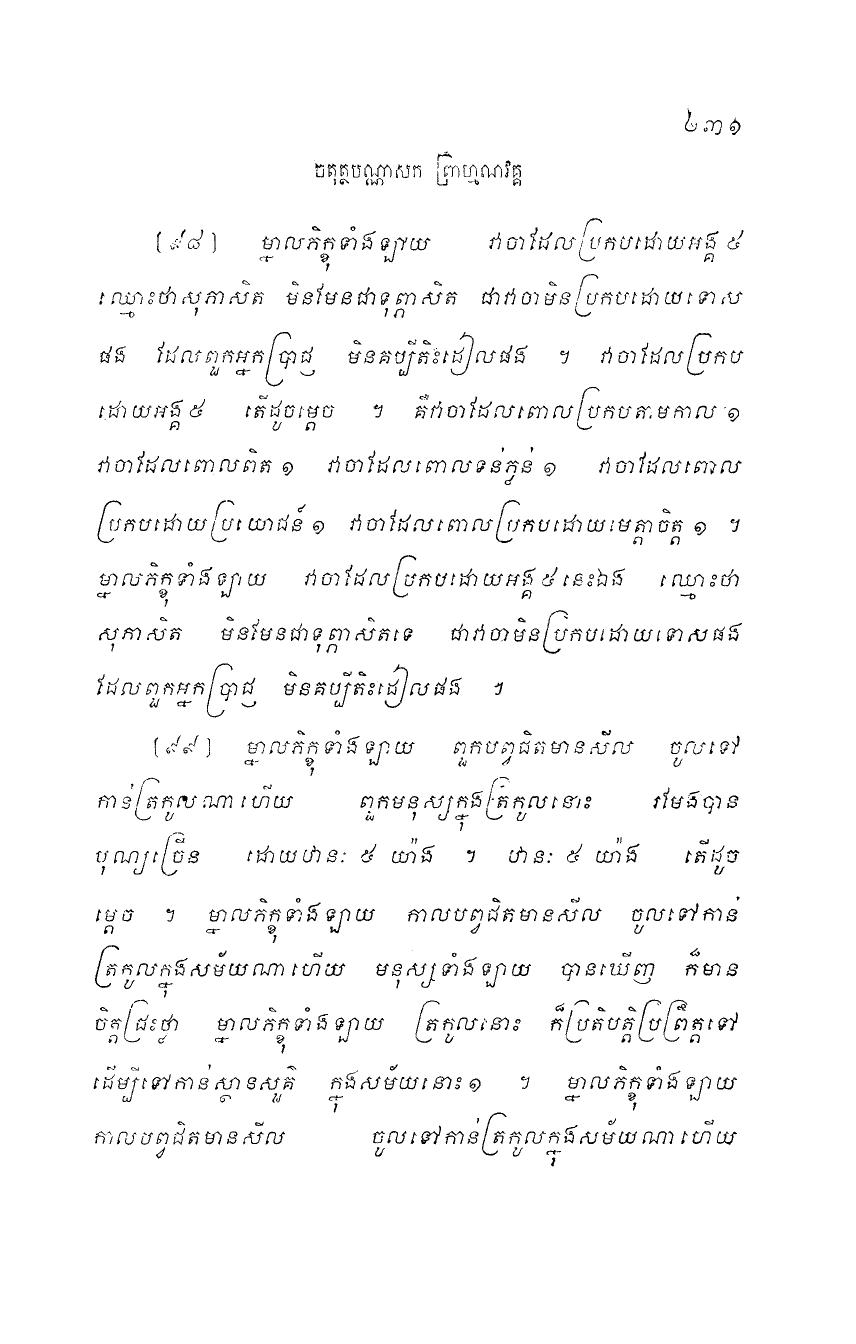 ៤៣១
ចតុត្ថបណ្ណាសក ព្រាហ្មណវគ្គ
[៩៨] ម្នាលភិក្ខុទាំងឡាយ វាចាដែលប្រកបដោយអង្គ ៥
ឈ្មោះថាសុភាសិត មិនមែនជាទុព្ភាសិត ជាវាចាមិនប្រកបដោយទោស
ផង ដែលពួកអ្នកប្រាជ្ញ មិនគប្បីតិះដៀលផង ។ វាចាដែលប្រកប
ដោយអង្គ ៥ តើដូចម្តេច ។ គឺវាចាដែលពោលប្រកបតាមកាល ១
វាចាដែលពោលពិត ១ វាចាដែលពោលទន់ភ្លន់ ១ វាចាដែលពោល
ប្រកបដោយប្រយោជន៍ ១ វាចាដែលពោលប្រកបដោយមេត្តាចិត្ត ១ ។
ម្នាលភិក្ខុទាំងឡាយ វាចាដែលប្រកបដោយអង្គ ៥ នេះឯង ឈ្មោះថា
សុភាសិត មិនមែនជាទុព្ភាសិតទេ ជាវាចាមិនប្រកបដោយទោសផង
ដែលពួកអ្នកប្រាជ្ញ មិនគប្បីតិះដៀលផង ។
[៩៩] ម្នាលភិក្ខុទាំងឡាយ ពួកបព្វជិតមានសីល ចូលទៅ
កាន់ត្រកូលណាហើយ ពួកមនុស្សក្នុងត្រកូលនោះ រមែងបាន
បុណ្យច្រើន ដោយឋានៈ ៥ យ៉ាង ។ ឋានៈ ៥ យ៉ាង តើដូច
ម្តេច ។ ម្នាលភិក្ខុទាំងឡាយ កាលបព្វជិតមានសីល ចូលទៅកាន់
ត្រកូលក្នុងសម័យណាហើយ មនុស្សទាំងឡាយ បានឃើញ ក៏មាន
ចិត្តជ្រះថ្លា ម្នាលភិក្ខុទាំងឡាយ ត្រកូលនោះ ក៏ប្រតិបត្តិប្រព្រឹត្តទៅ
ដើម្បីទៅកាន់ស្ថានសួគ៌ ក្នុងសម័យនោះ ១ ។ ម្នាលភិក្ខុទាំងឡាយ
កាលបព្វជិតមានសីល ចូលទៅកាន់ត្រកូលក្នុងសម័យណាហើយ